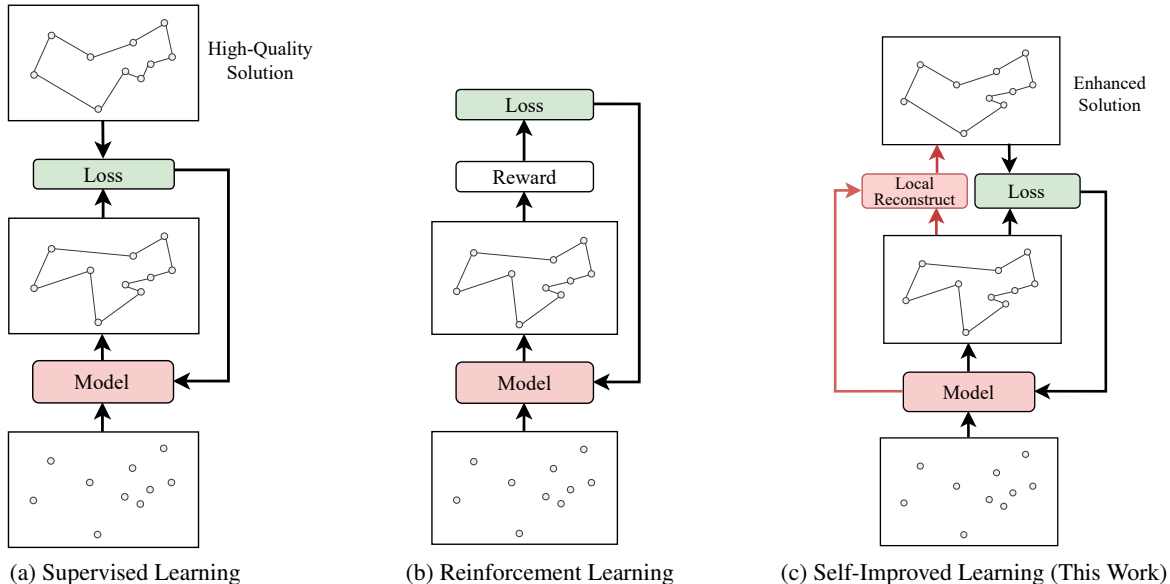 High-Quality
Solution
Loss
Model
(a) Supervised Learning
Loss
Reward
Model
(b) Reinforcement Learning
Enhanced
Solution
Local
Reconstruct
Loss
Model
(c) Self-Improved Learning (This Work)